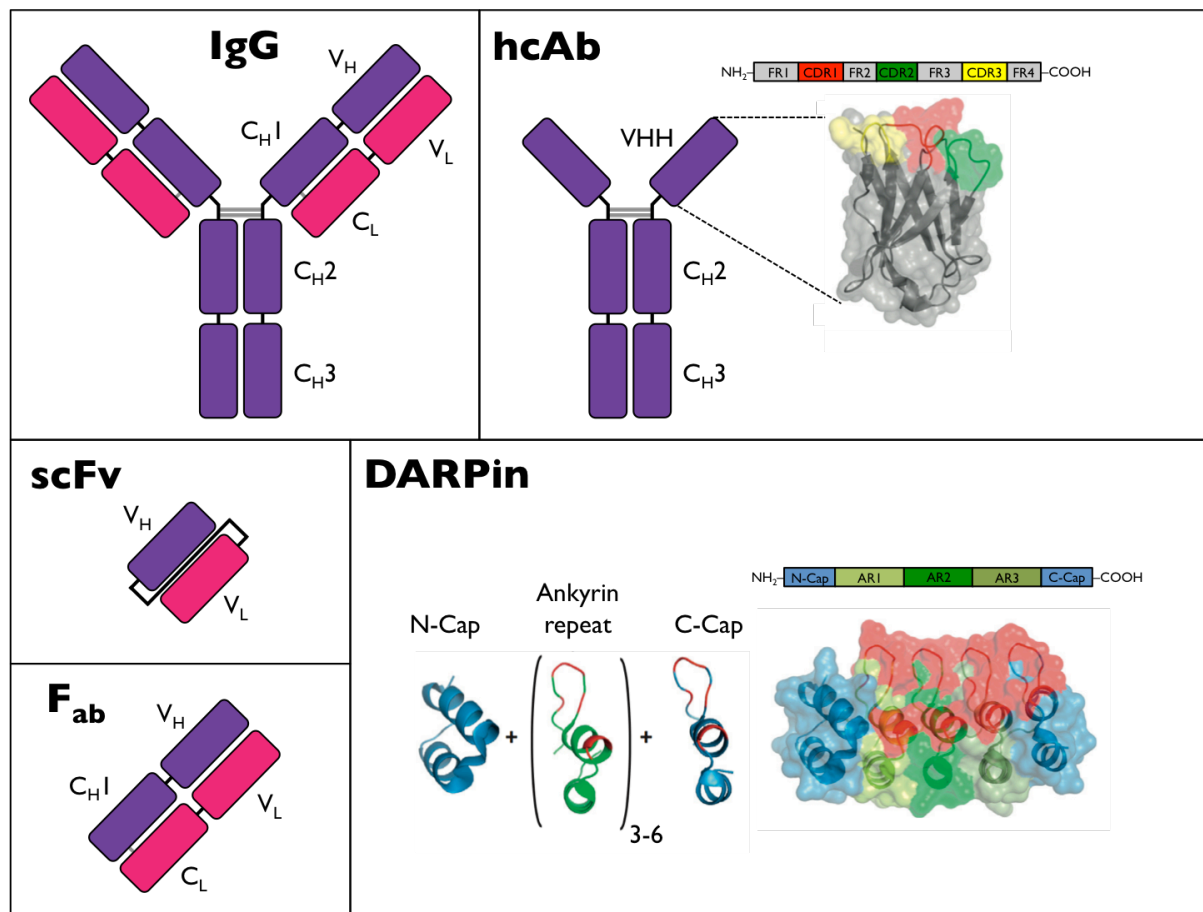 IgG
V_H
C_H1
V_L
C_L
C_H2
C_H3
hcAb
NH₂ FR1 CDR1 FR2 CDR2 FR3 CDR3 FR4 COOH
VHH
C_H2
C_H3
scFv
V_H
V_L
F_ab
V_H
C_H1
V_L
C_L
DARPin
NH₂ N-Cap AR1 AR2 AR3 C-Cap COOH
N-Cap
Ankyrin
repeat
C-Cap
+
+
3-6